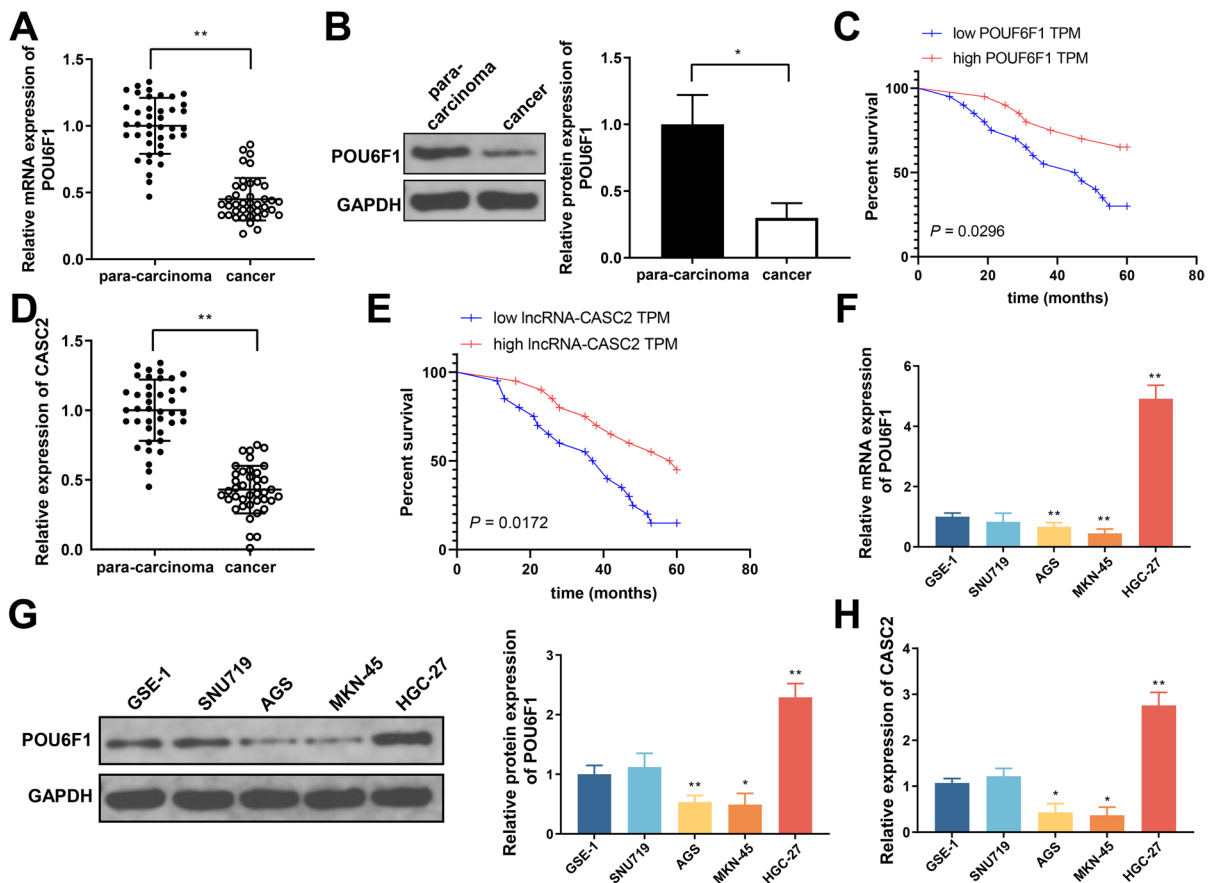 A
Relative mRNA expression of
POU6F1
1.5
1.0
0.5
0.0
**
para-carcinoma
cancer
B
para-
carcinoma
cancer
POU6F1
GAPDH
Relative protein expression of
POU6F1
1.5
1.0
0.5
0.0
*
para-carcinoma
cancer
C
low POUF6F1 TPM
high POUF6F1 TPM
Percent survival
100
50
0
P = 0.0296
0
20
40
60
80
time (months)
D
Relative expression of CASC2
1.5
1.0
0.5
0.0
**
para-carcinoma
cancer
E
low lncRNA-CASC2 TPM
high lncRNA-CASC2 TPM
Percent survival
100
50
0
P = 0.0172
0
20
40
60
80
time (months)
F
Relative mRNA expression
of POU6F1
6
4
2
0
**
**
**
GSE-1
SNU719
AGS
MKN-45
HGC-27
G
GSE-1
SNU719
AGS
MKN-45
HGC-27
POU6F1
GAPDH
Relative protein expression
of POU6F1
3
2
1
0
**
*
**
GSE-1
SNU719
AGS
MKN-45
HGC-27
H
Relative expression of CASC2
4
3
2
1
0
*
*
**
GSE-1
SNU719
AGS
MKN-45
HGC-27